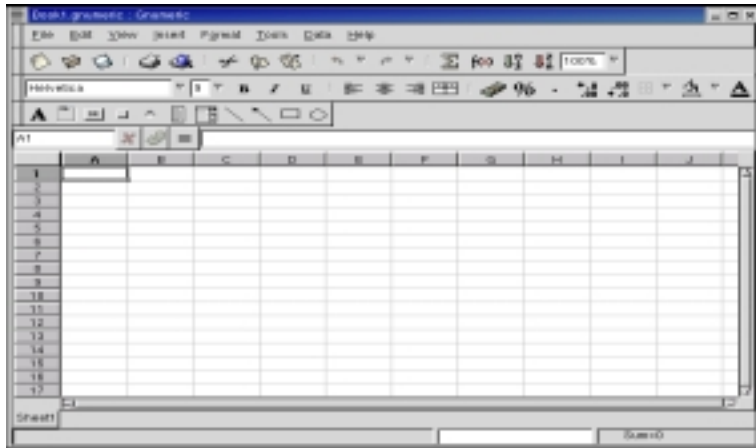 Book1.gnumeric : Gnumeric
File Edit View Insert Format Tools Data Help
f(x) 100%
Helvetica 9 B I U % A
A
A1 =
A B C D E F G H I J
1
2
3
4
5
6
7
8
9
10
11
12
13
14
15
16
17
Sheet1
Sum=0